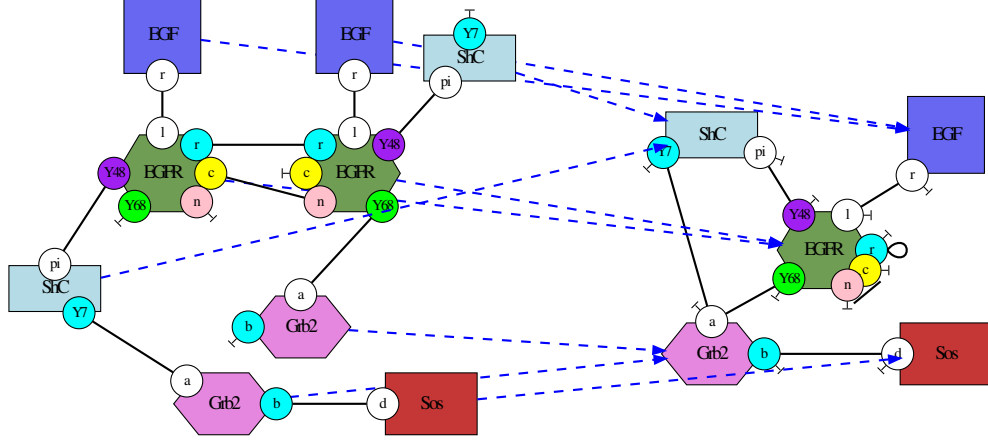 EGF
EGF
Y7
ShC
pi
r
r
l
r
EGFR
Y48
c
n
Y68
l
r
Y48
c
EGFR
n
Y68
pi
ShC
Y7
a
b
Grb2
a
Grb2
b
d
Sos
ShC
Y7
pi
EGF
r
Y48
l
EGFR
r
c
n
Y68
a
Grb2
b
d
Sos